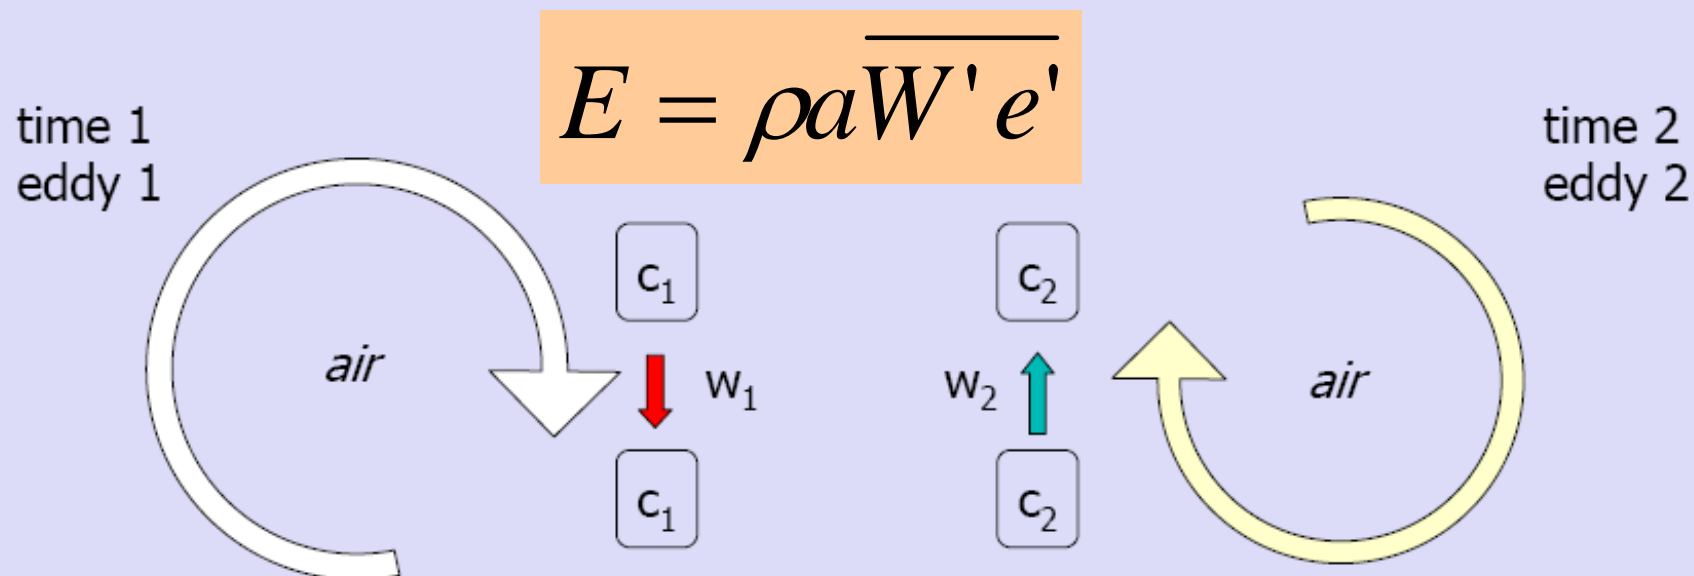 E = ρaW'e'
time 1
eddy 1
time 2
eddy 2
c₁
c₂
air
w₁
w₂
air
c₁
c₂